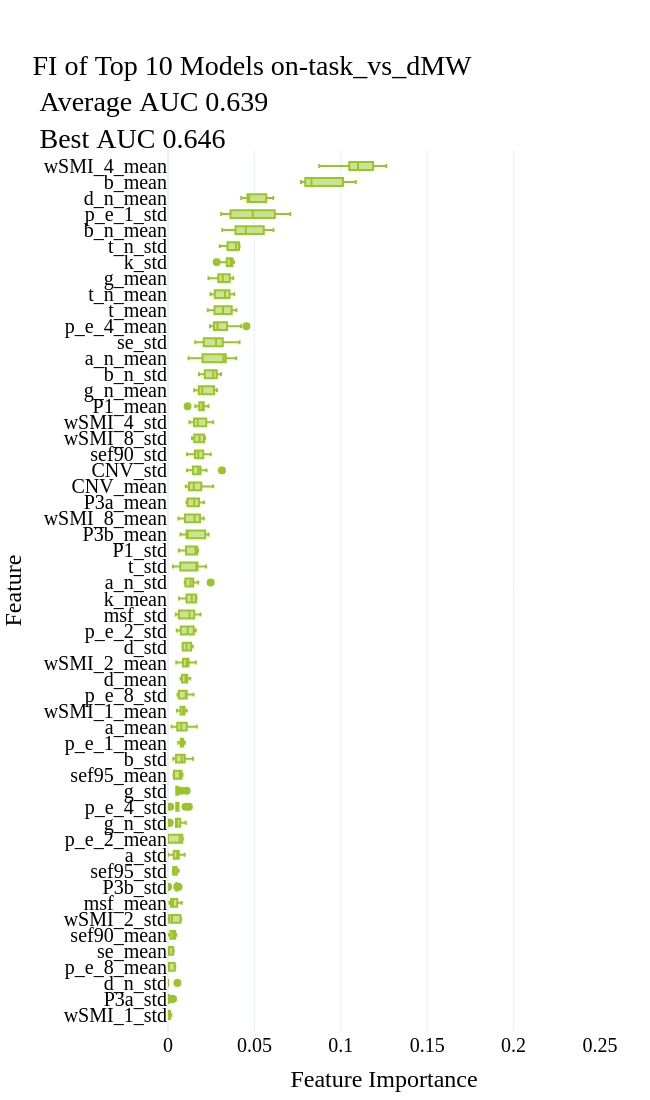 FI of Top 10 Models on-task_vs_dMW
Average AUC 0.639
Best AUC 0.646
wSMI_4_mean
b_mean
d_n_mean
p_e_1_std
b_n_mean
t_n_std
k_std
g_mean
t_n_mean
t_mean
p_e_4_mean
se_std
a_n_mean
b_n_std
g_n_mean
P1_mean
wSMI_4_std
wSMI_8_std
sef90_std
CNV_std
CNV_mean
P3a_mean
wSMI_8_mean
P3b_mean
P1_std
t_std
a_n_std
k_mean
msf_std
p_e_2_std
d_std
wSMI_2_mean
d_mean
p_e_8_std
wSMI_1_mean
a_mean
p_e_1_mean
b_std
sef95_mean
g_std
p_e_4_std
g_n_std
p_e_2_mean
a_std
sef95_std
P3b_std
msf_mean
wSMI_2_std
sef90_mean
se_mean
p_e_8_mean
d_n_std
P3a_std
wSMI_1_std
Feature
0 0.05 0.1 0.15 0.2 0.25
Feature Importance